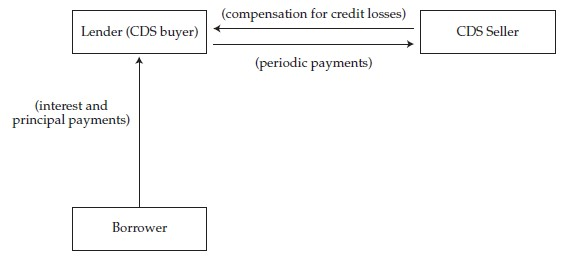 (compensation for credit losses)
Lender (CDS buyer)
CDS Seller
(periodic payments)
(interest and
principal payments)
Borrower